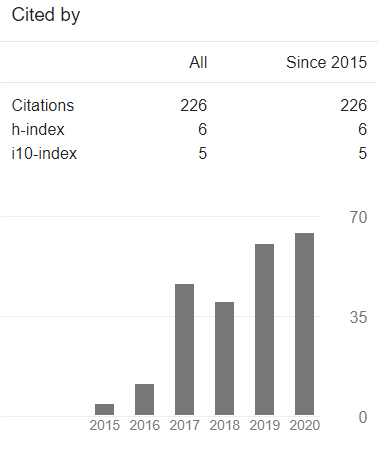 Cited by
All Since 2015
Citations 226 226
h-index 6 6
i10-index 5 5
70
35
0
2015 2016 2017 2018 2019 2020